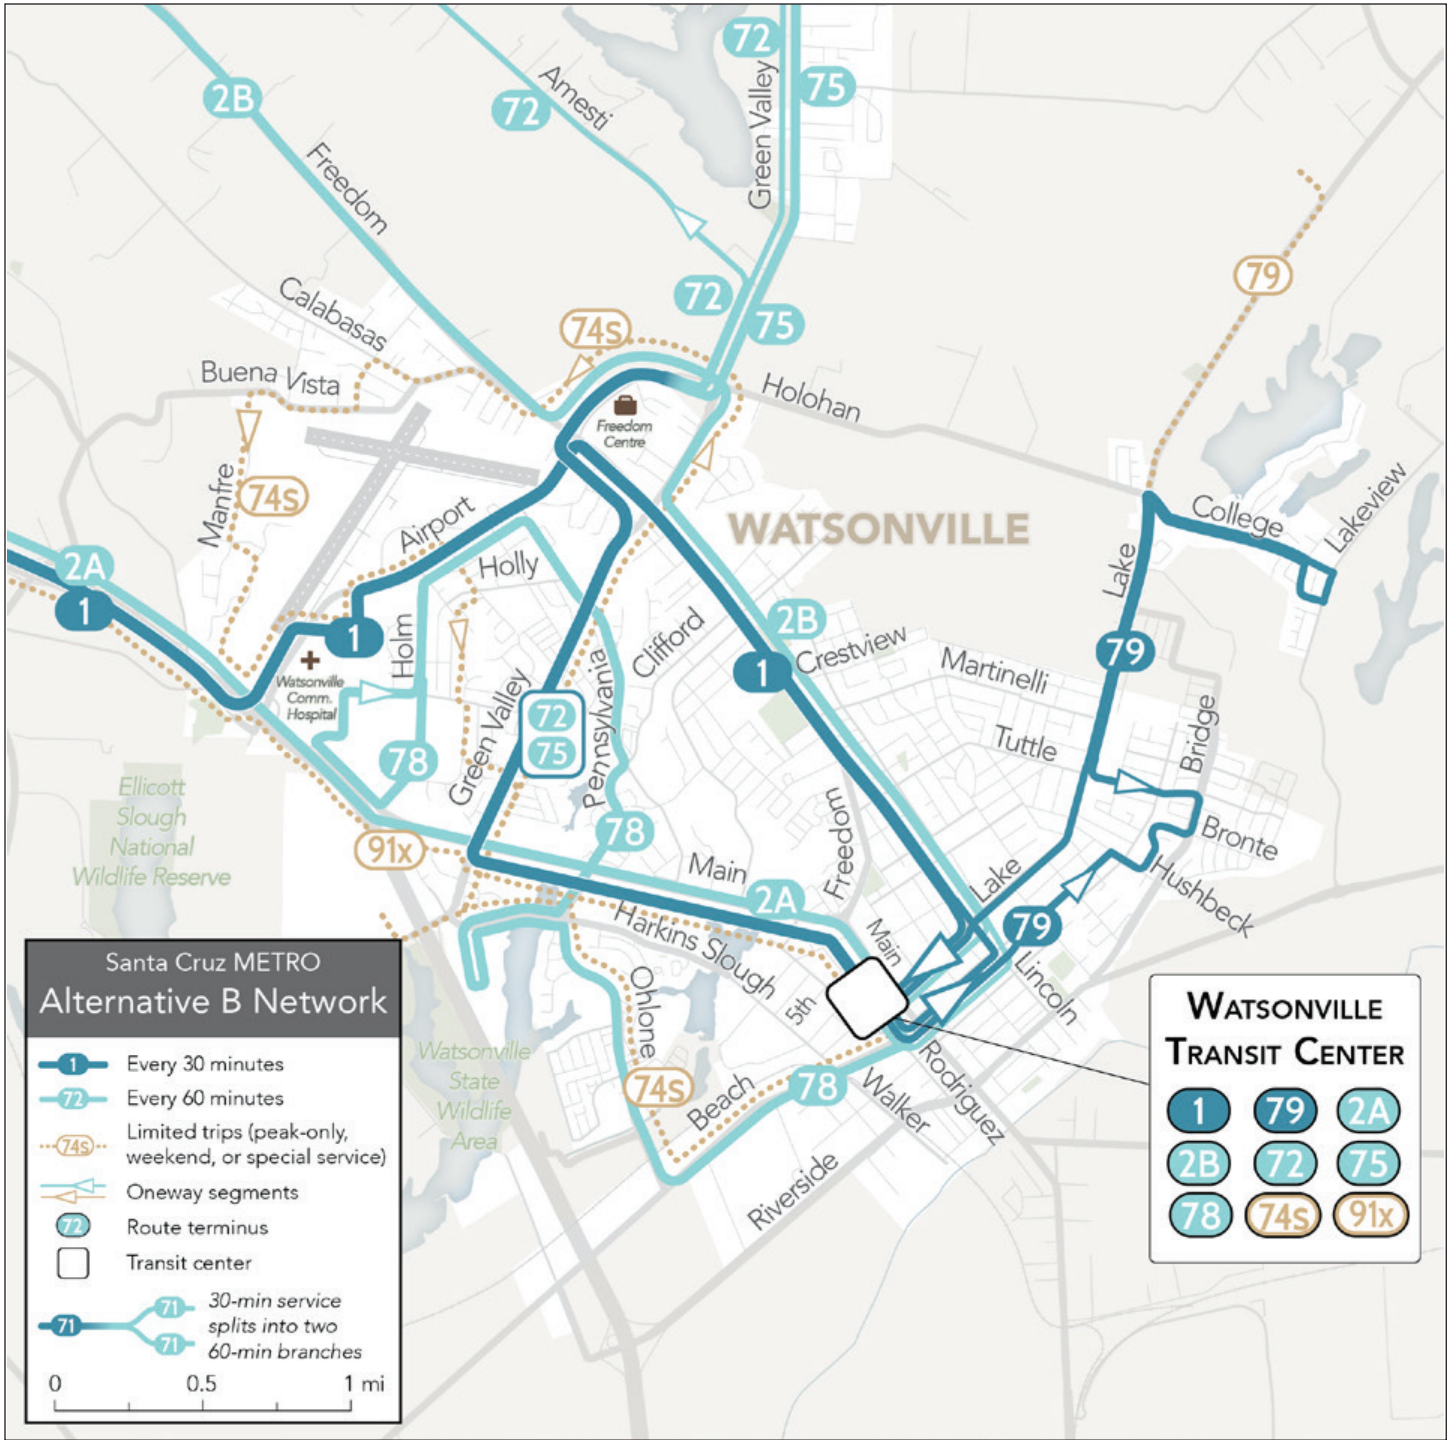 72
2B
Amesti
72
Green Valley
75
Freedom
79
Calabasas
72
75
74s
Buena Vista
Holohan
Freedom
Centre
Manfre
74s
Airport
College
Lakeview
WATSONVILLE
2A
1
Holly
Lake
1
Holm
Clifford
2B
Crestview
79
Watsonville
Comm.
Hospital
1
Martinelli
Green Valley
72
75
Pennsylvania
Tuttle
Bridge
78
Ellicott
Slough
National
Wildlife Reserve
78
Freedom
Bronte
91x
Main
Lake
Hushbeck
2A
Harkins Slough
Main
79
Lincoln
Ohlone
5th
Watsonville
State
Wildlife
Area
74s
Beach
78
Walker
Rodriguez
Riverside
Santa Cruz METRO
Alternative B Network
1 Every 30 minutes
72 Every 60 minutes
74s Limited trips (peak-only,
weekend, or special service)
Oneway segments
72 Route terminus
Transit center
71 71 71 30-min service
splits into two
60-min branches
0 0.5 1 mi
WATSONVILLE
TRANSIT CENTER
1 79 2A
2B 72 75
78 74s 91x